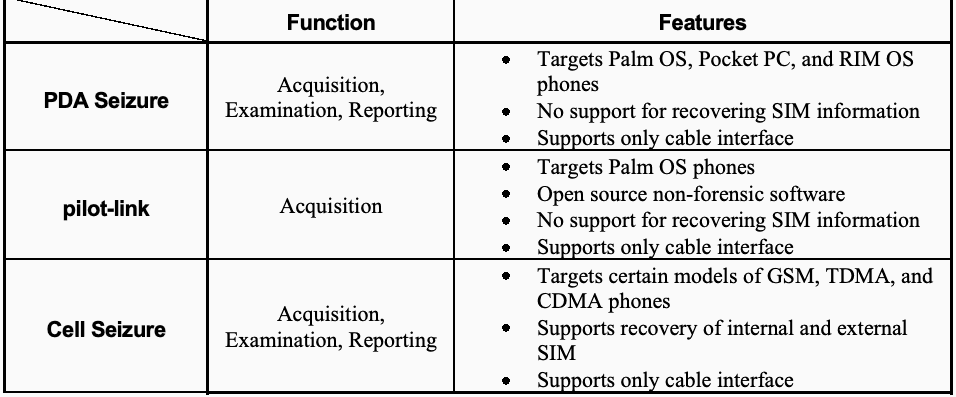 Function Features
PDA Seizure
Acquisition,
Examination, Reporting
• Targets Palm OS, Pocket PC, and RIM OS
phones
• No support for recovering SIM information
• Supports only cable interface
pilot-link
Acquisition
• Targets Palm OS phones
• Open source non-forensic software
• No support for recovering SIM information
• Supports only cable interface
Cell Seizure
Acquisition,
Examination, Reporting
• Targets certain models of GSM, TDMA, and
CDMA phones
• Supports recovery of internal and external
SIM
• Supports only cable interface